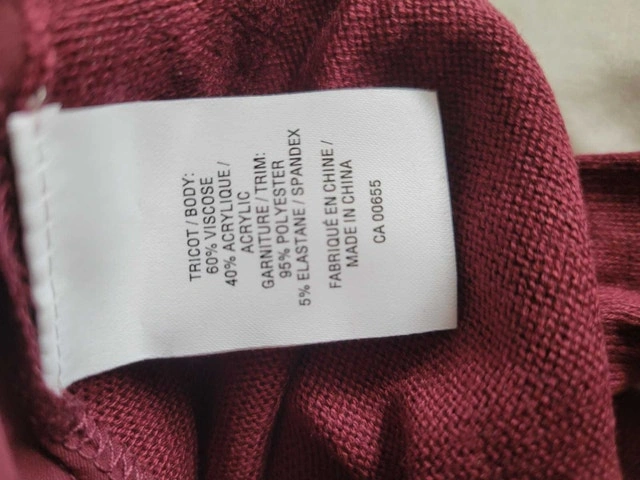 TRICOT / BODY:
60% VISCOSE
40% ACRYLIQUE /
ACRYLIC
GARNITURE / TRIM:
95% POLYESTER
5% ELASTANE / SPANDEX
FABRIQUÉ EN CHINE /
MADE IN CHINA
CA 00655